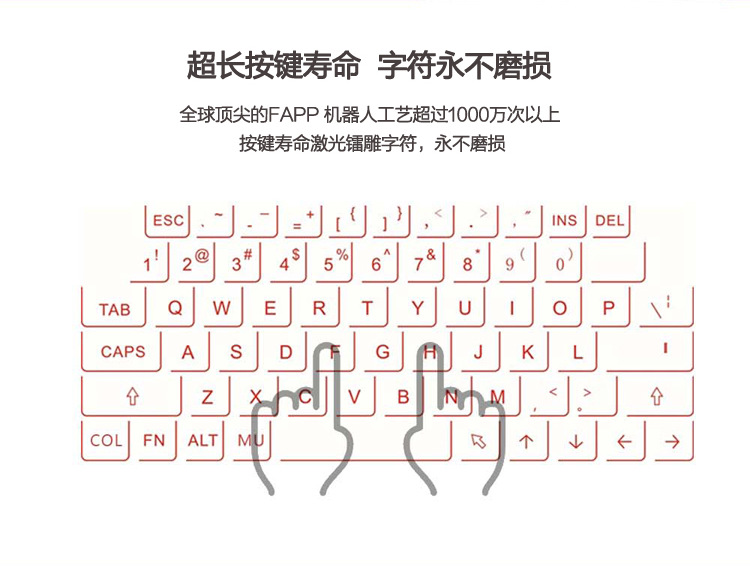 超长按键寿命 字符永不磨损
全球顶尖的FAPP 机器人工艺超过1000万次以上
按键寿命激光镭雕字符，永不磨损
ESC 、~ - — = + [ { ] } , < . > , " INS DEL
1 ! 2 @ 3 # 4 $ 5 % 6 ^ 7 & 8 * 9 ( 0 )
TAB Q W E R T Y U I O P \ ¦
CAPS A S D F G H J K L
⇧ Z X C V B N M , < 。 > ⇧
COL FN ALT MU ↖ ↑ ↓ ← →